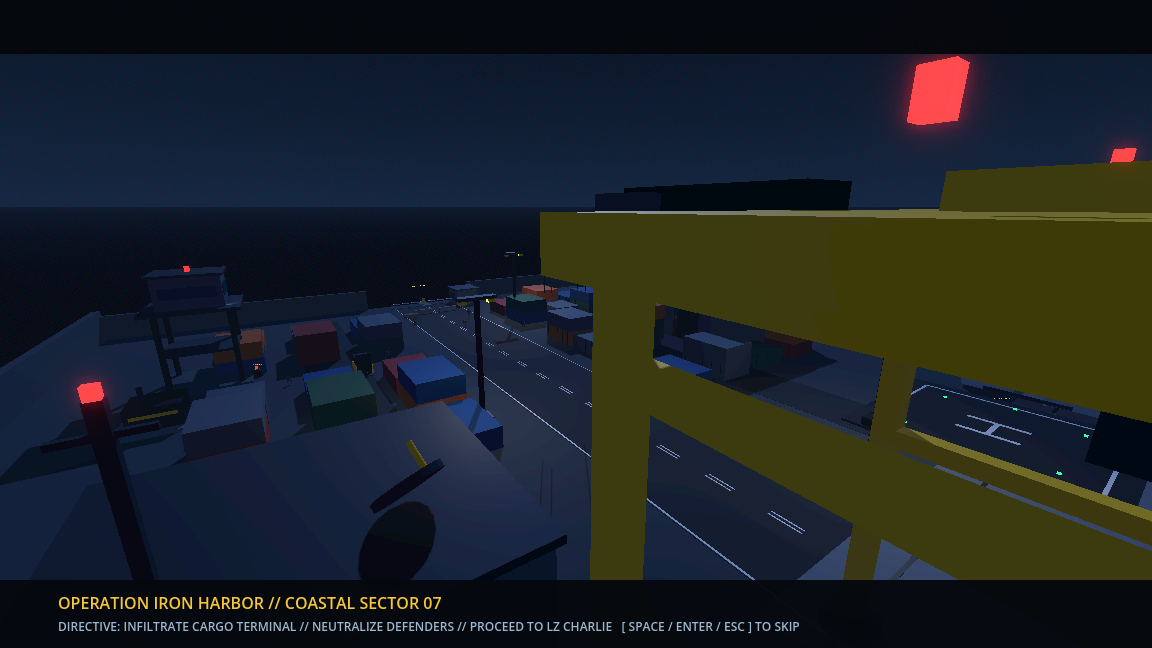 OPERATION IRON HARBOR // COASTAL SECTOR 07
DIRECTIVE: INFILTRATE CARGO TERMINAL // NEUTRALIZE DEFENDERS // PROCEED TO LZ CHARLIE [ SPACE / ENTER / ESC ] TO SKIP